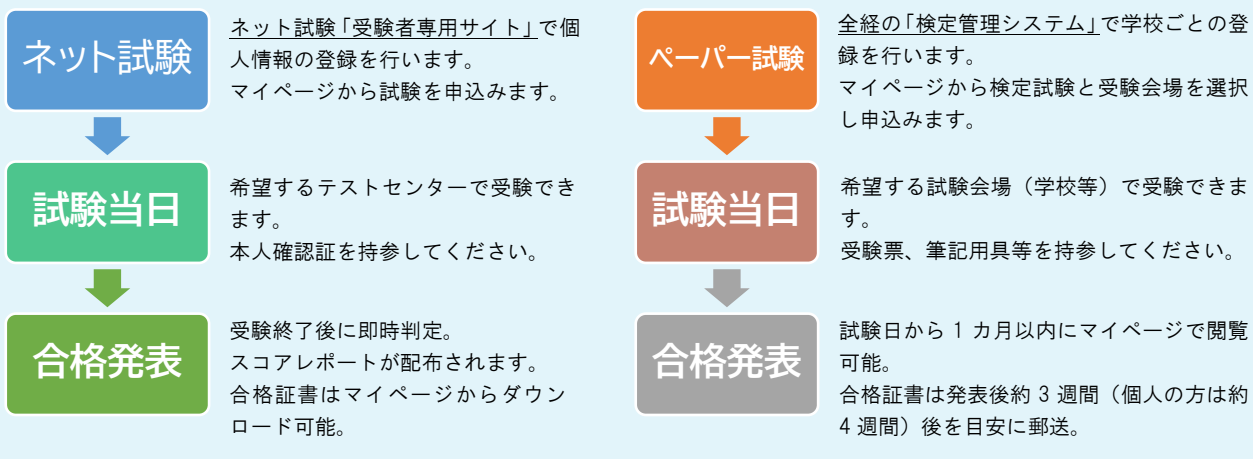 ネット試験
ネット試験「受験者専用サイト」で個
人情報の登録を行います。
マイページから試験を申込みます。
試験当日
希望するテストセンターで受験でき
ます。
本人確認証を持参してください。
合格発表
受験終了後に即時判定。
スコアレポートが配布されます。
合格証書はマイページからダウン
ロード可能。
ペーパー試験
全経の「検定管理システム」で学校ごとの登
録を行います。
マイページから検定試験と受験会場を選択
し申込みます。
試験当日
希望する試験会場（学校等）で受験できま
す。
受験票、筆記用具等を持参してください。
合格発表
試験日から 1 カ月以内にマイページで閲覧
可能。
合格証書は発表後約 3 週間（個人の方は約
4 週間）後を目安に郵送。